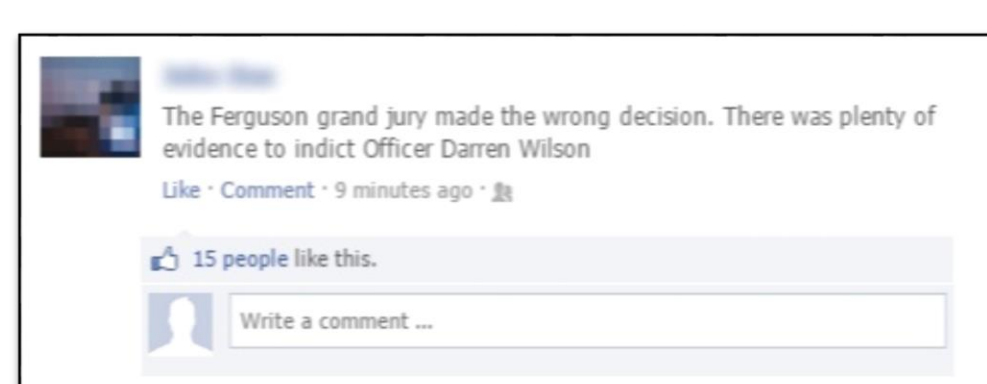 The Ferguson grand jury made the wrong decision. There was plenty of
evidence to indict Officer Darren Wilson
Like · Comment · 9 minutes ago ·
15 people like this.
Write a comment ...